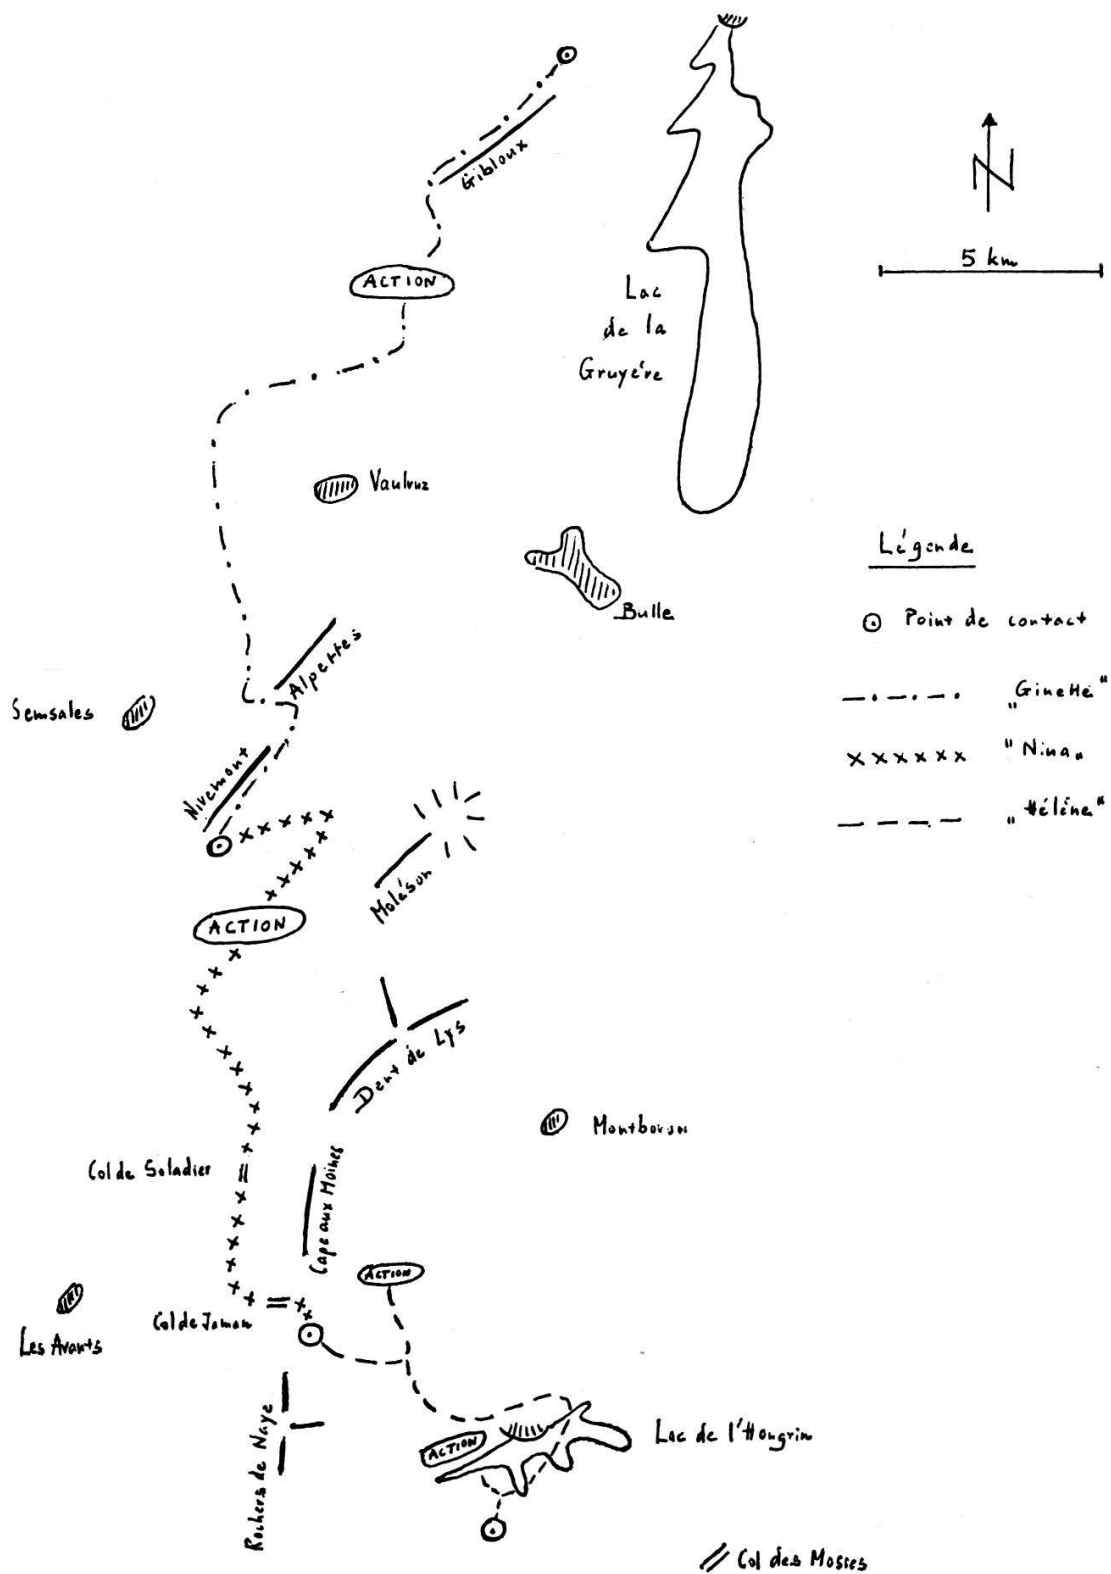 Gibloux
ACTION
5 km
Lac
de la
Gruyère
Vaulruz
Bulle
Légende
Point de contact
"Ginette"
"Nina"
"Hélène"
Alpettes
Semsales
Nivemont
Moléson
ACTION
Dent de Lys
Montbovon
Col de Soladier
Cape aux Moines
ACTION
Col de Jaman
Les Avants
Rochers de Naye
ACTION
Lac de l'Hongrin
Col des Mosses